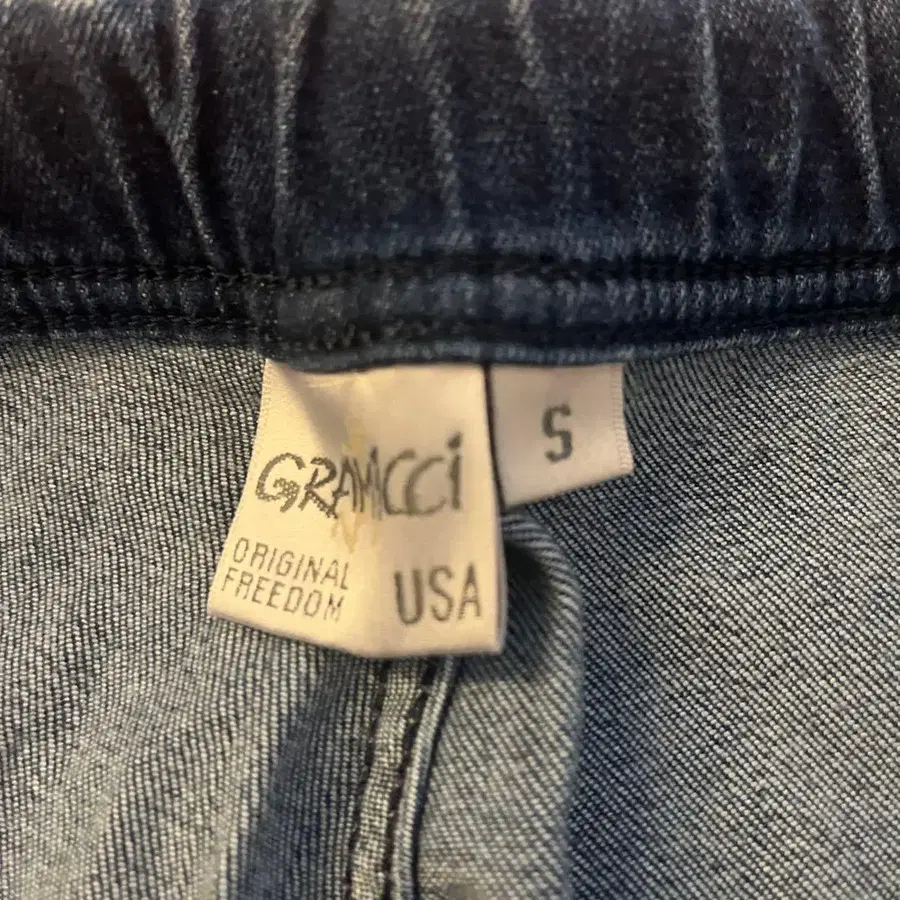 GRAMiCCi
S
ORIGINAL
FREEDOM
USA